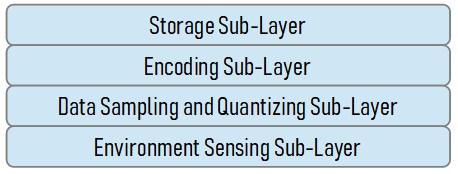 Storage Sub-Layer
Encoding Sub-Layer
Data Sampling and Quantizing Sub-Layer
Environment Sensing Sub-Layer